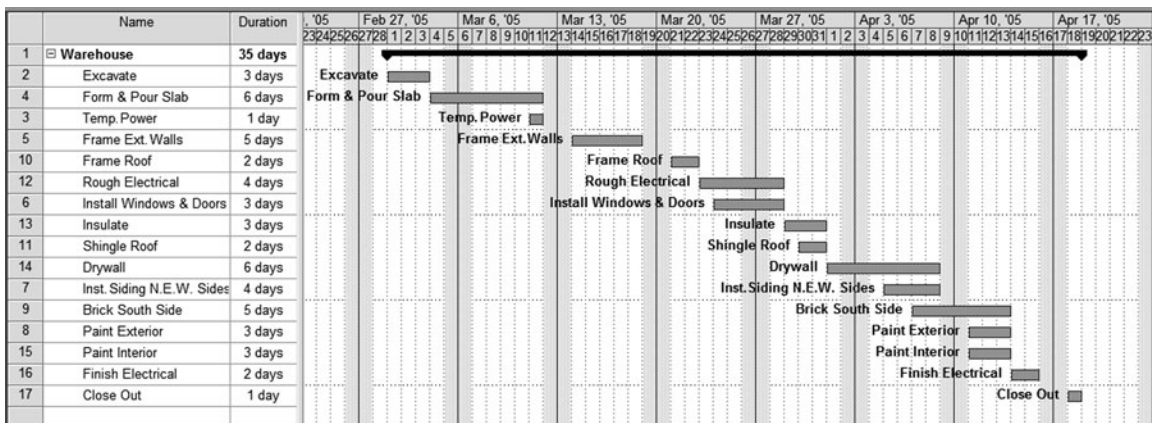 Name Duration , '05 Feb 27, '05 Mar 6, '05 Mar 13, '05 Mar 20, '05 Mar 27, '05 Apr 3, '05 Apr 10, '05 Apr 17, '05
23 24 25 26 27 28 1 2 3 4 5 6 7 8 9 10 11 12 13 14 15 16 17 18 19 20 21 22 23 24 25 26 27 28 29 30 31 1 2 3 4 5 6 7 8 9 10 11 12 13 14 15 16 17 18 19 20 21 22 23
1 Warehouse 35 days
2 Excavate 3 days Excavate
4 Form & Pour Slab 6 days Form & Pour Slab
3 Temp. Power 1 day Temp. Power
5 Frame Ext. Walls 5 days Frame Ext. Walls
10 Frame Roof 2 days Frame Roof
12 Rough Electrical 4 days Rough Electrical
6 Install Windows & Doors 3 days Install Windows & Doors
13 Insulate 3 days Insulate
11 Shingle Roof 2 days Shingle Roof
14 Drywall 6 days Drywall
7 Inst. Siding N.E.W. Sides 4 days Inst. Siding N.E.W. Sides
9 Brick South Side 5 days Brick South Side
8 Paint Exterior 3 days Paint Exterior
15 Paint Interior 3 days Paint Interior
16 Finish Electrical 2 days Finish Electrical
17 Close Out 1 day Close Out